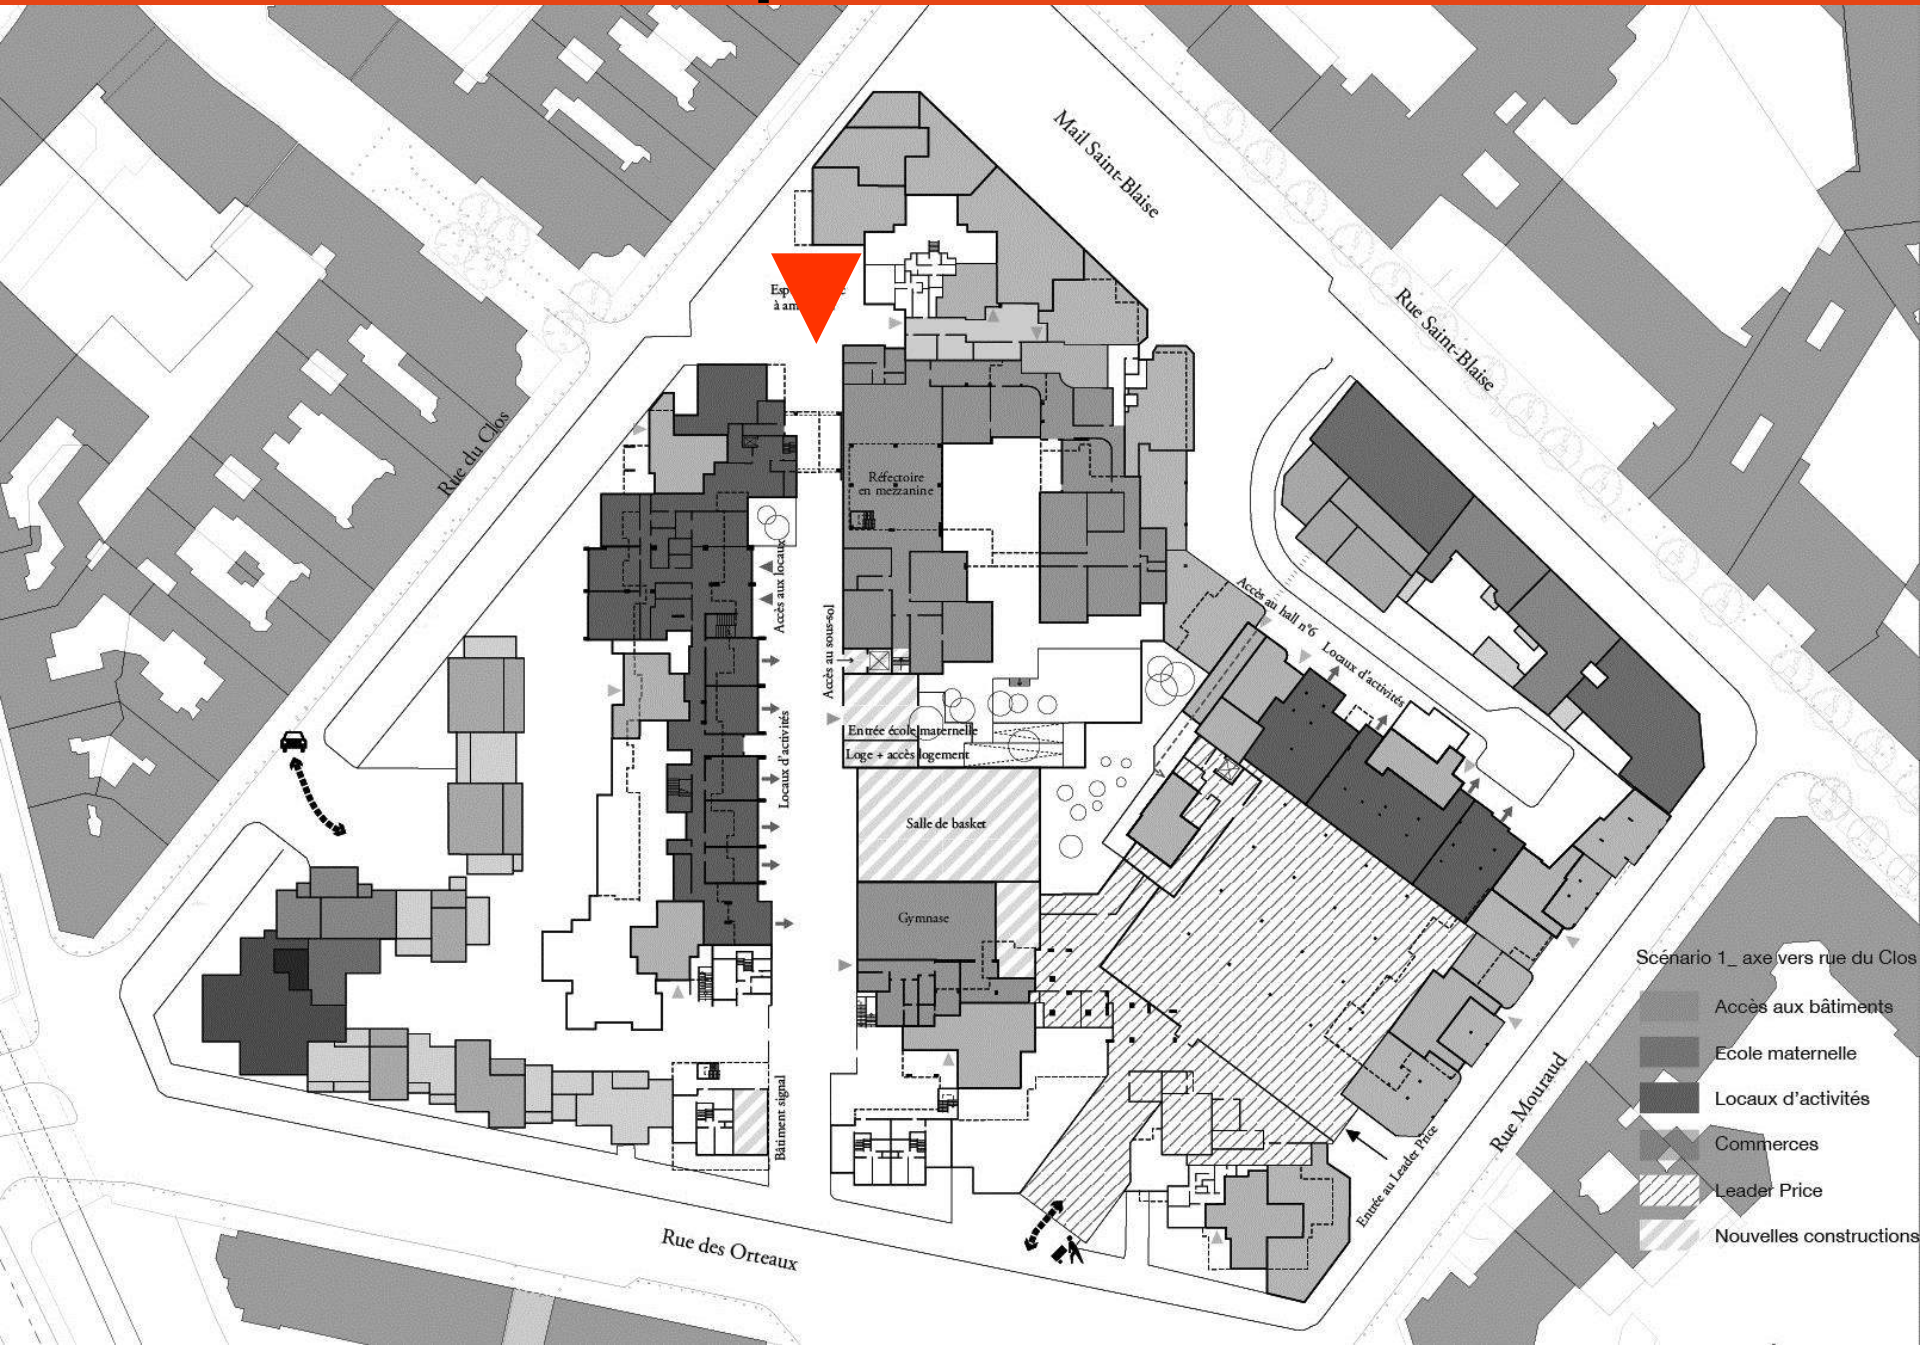 Mail Saint-Blaise
Rue Saint-Blaise
Rue du Clos
Réfectoire
en mezzanine
Accès aux locaux
Accès au sous-sol
Accès au hall n°6
Locaux d'activités
Locaux d'activités
Entrée école maternelle
Loge + accès logement
Salle de basket
Gymnase
Bâtiment signal
Rue Mouraud
Entrée au Leader Price
Rue des Orteaux
Scénario 1_ axe vers rue du Clos
Accès aux bâtiments
Ecole maternelle
Locaux d'activités
Commerces
Leader Price
Nouvelles constructions